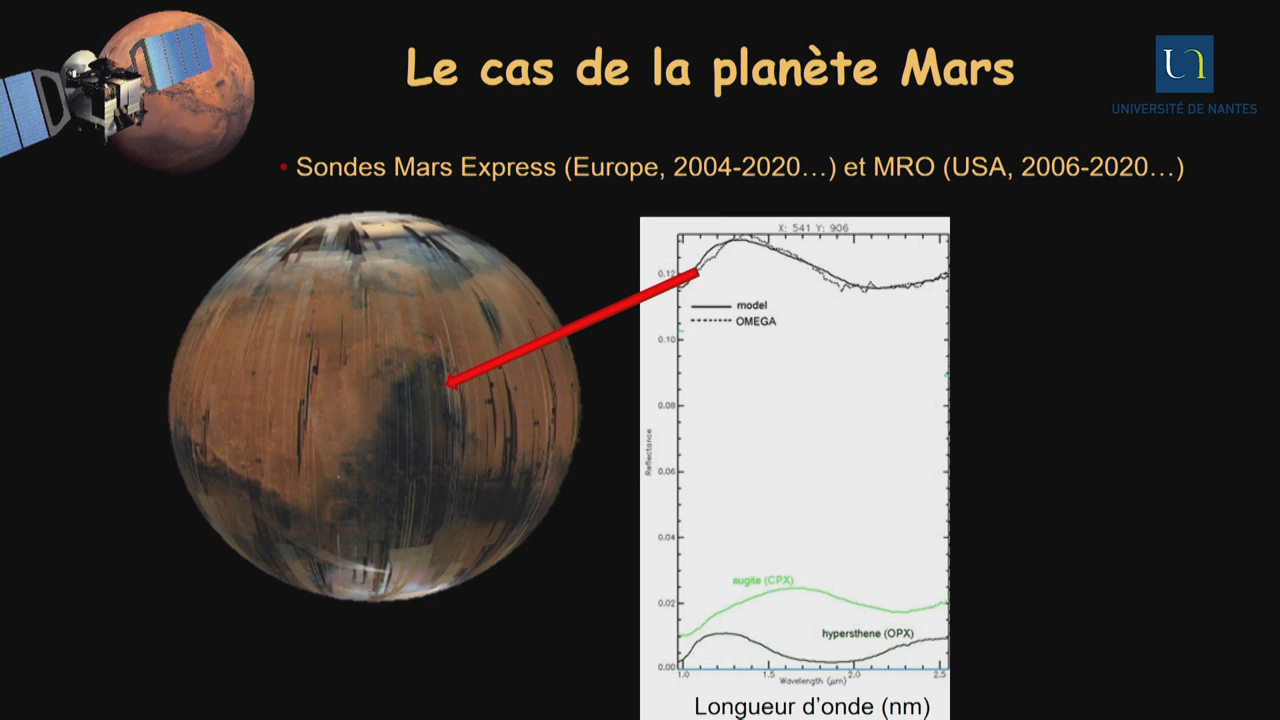 Le cas de la planète Mars
UNIVERSITÉ DE NANTES
• Sondes Mars Express (Europe, 2004-2020…) et MRO (USA, 2006-2020…)
X: 541 Y: 906
0.12
model
OMEGA
0.10
0.08
Reflectance
0.06
0.04
augite (CPX)
0.02
hypersthene (OPX)
0.00
1.0 1.5 2.0 2.5
Wavelength (μm)
Longueur d’onde (nm)